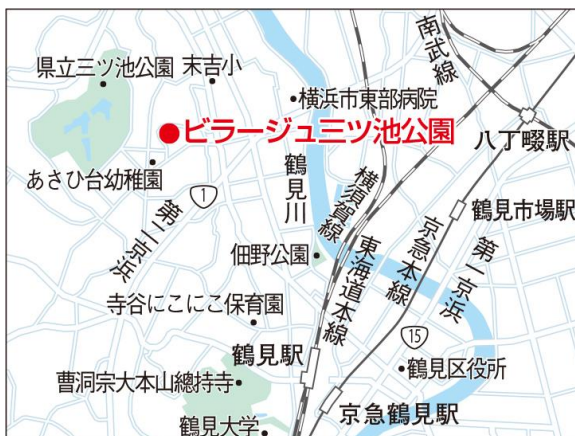 県立三ツ池公園
末吉小
南武線
横浜市東部病院
ビラージュ三ツ池公園
八丁畷駅
あさひ台幼稚園
1
鶴見川
横須賀線
鶴見市場駅
第二京浜
佃野公園
東海道本線
京急本線
第一京浜
寺谷にこにこ保育園
15
鶴見駅
鶴見区役所
曹洞宗大本山總持寺
京急鶴見駅
鶴見大学